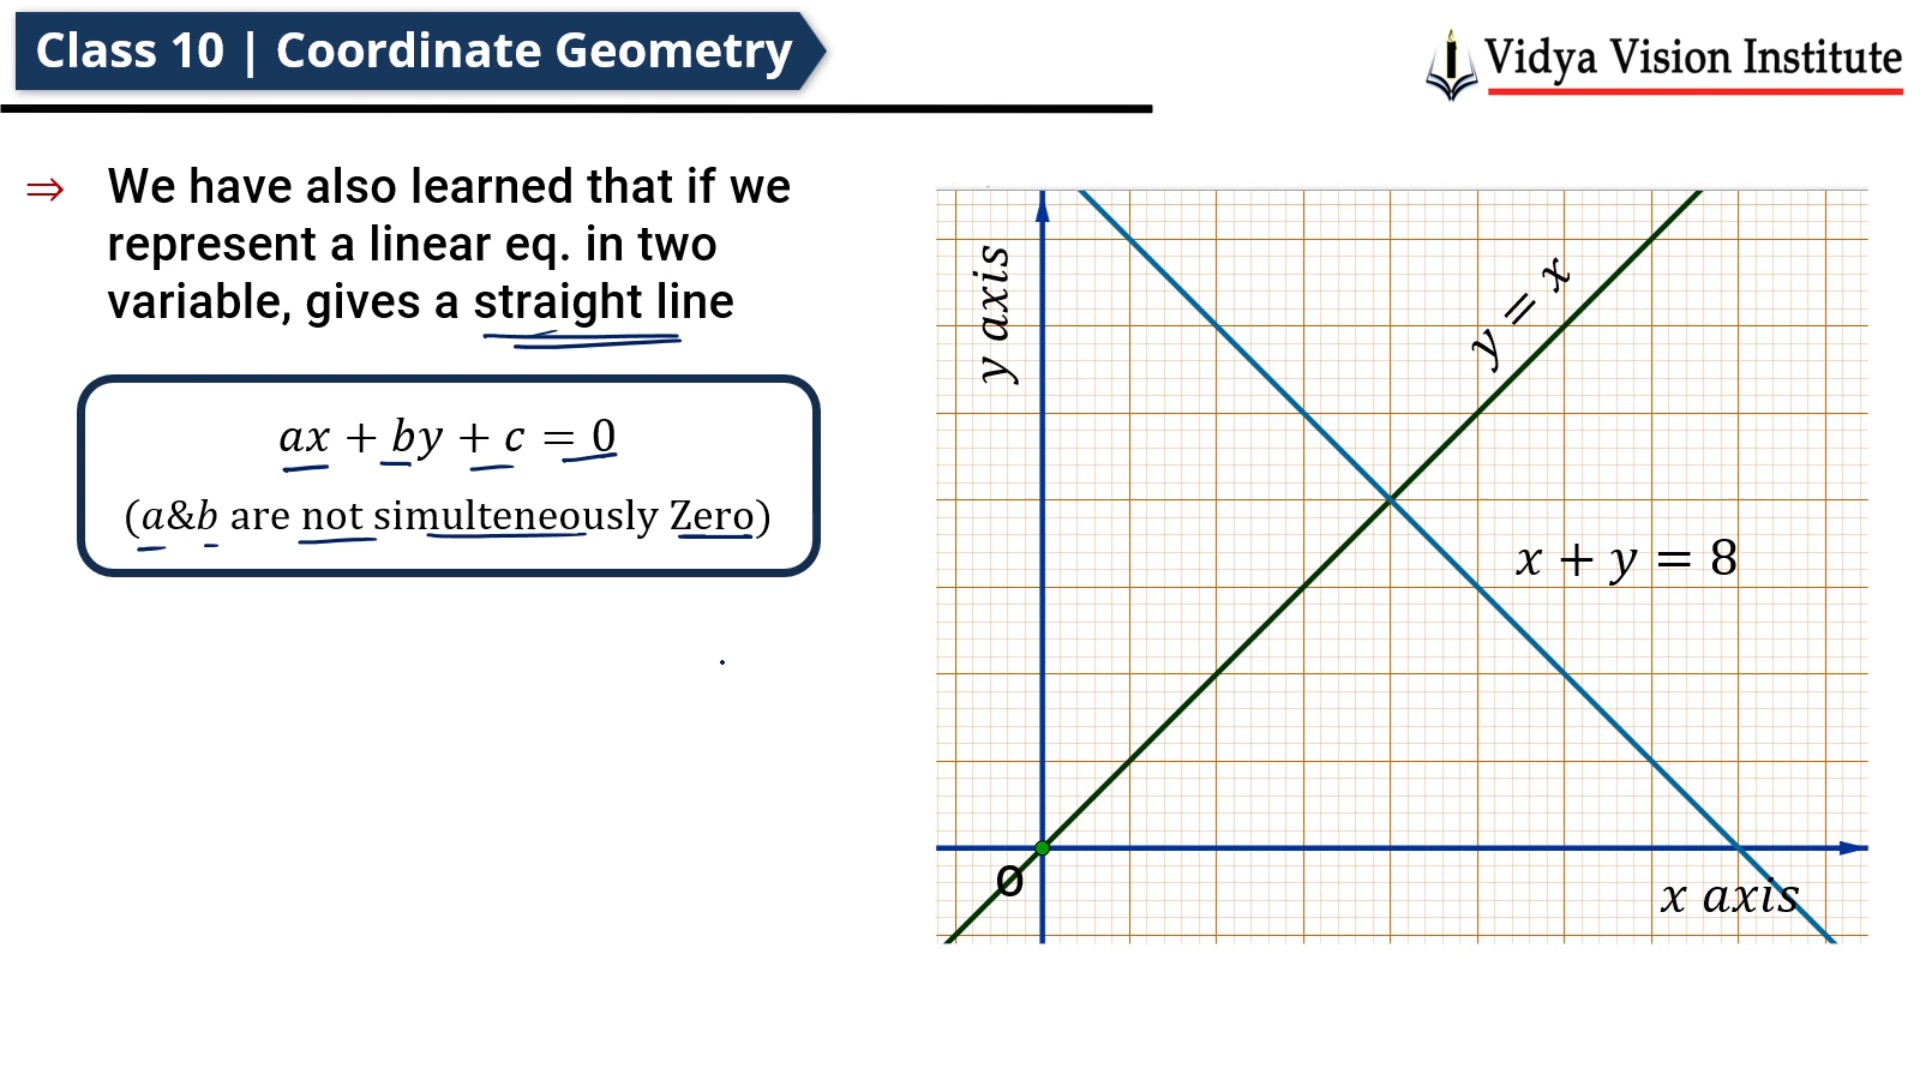 Class 10 | Coordinate Geometry
Vidya Vision Institute
⇒ We have also learned that if we
represent a linear eq. in two
variable, gives a straight line
ax + by + c = 0
(a&b are not simulteneously Zero)
y axis
y = x
x + y = 8
O
x axis